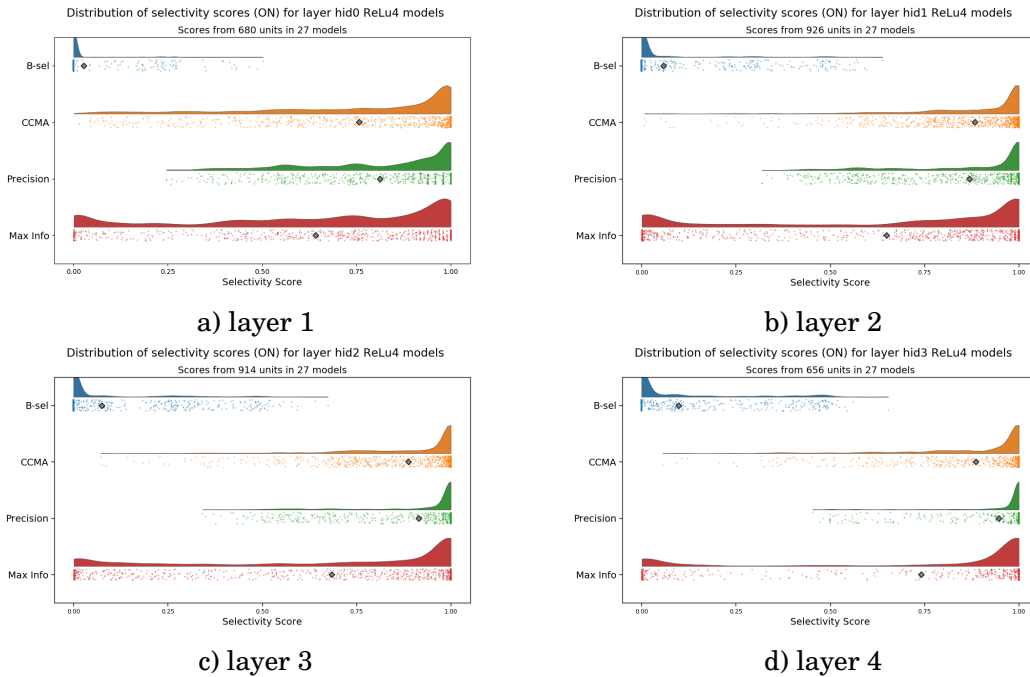 Distribution of selectivity scores (ON) for layer hid0 ReLu4 models
Scores from 680 units in 27 models
B-sel
CCMA
Precision
Max Info
0.00 0.25 0.50 0.75 1.00
Selectivity Score
a) layer 1
Distribution of selectivity scores (ON) for layer hid1 ReLu4 models
Scores from 926 units in 27 models
B-sel
CCMA
Precision
Max Info
0.00 0.25 0.50 0.75 1.00
Selectivity Score
b) layer 2
Distribution of selectivity scores (ON) for layer hid2 ReLu4 models
Scores from 914 units in 27 models
B-sel
CCMA
Precision
Max Info
0.00 0.25 0.50 0.75 1.00
Selectivity Score
c) layer 3
Distribution of selectivity scores (ON) for layer hid3 ReLu4 models
Scores from 656 units in 27 models
B-sel
CCMA
Precision
Max Info
0.00 0.25 0.50 0.75 1.00
Selectivity Score
d) layer 4